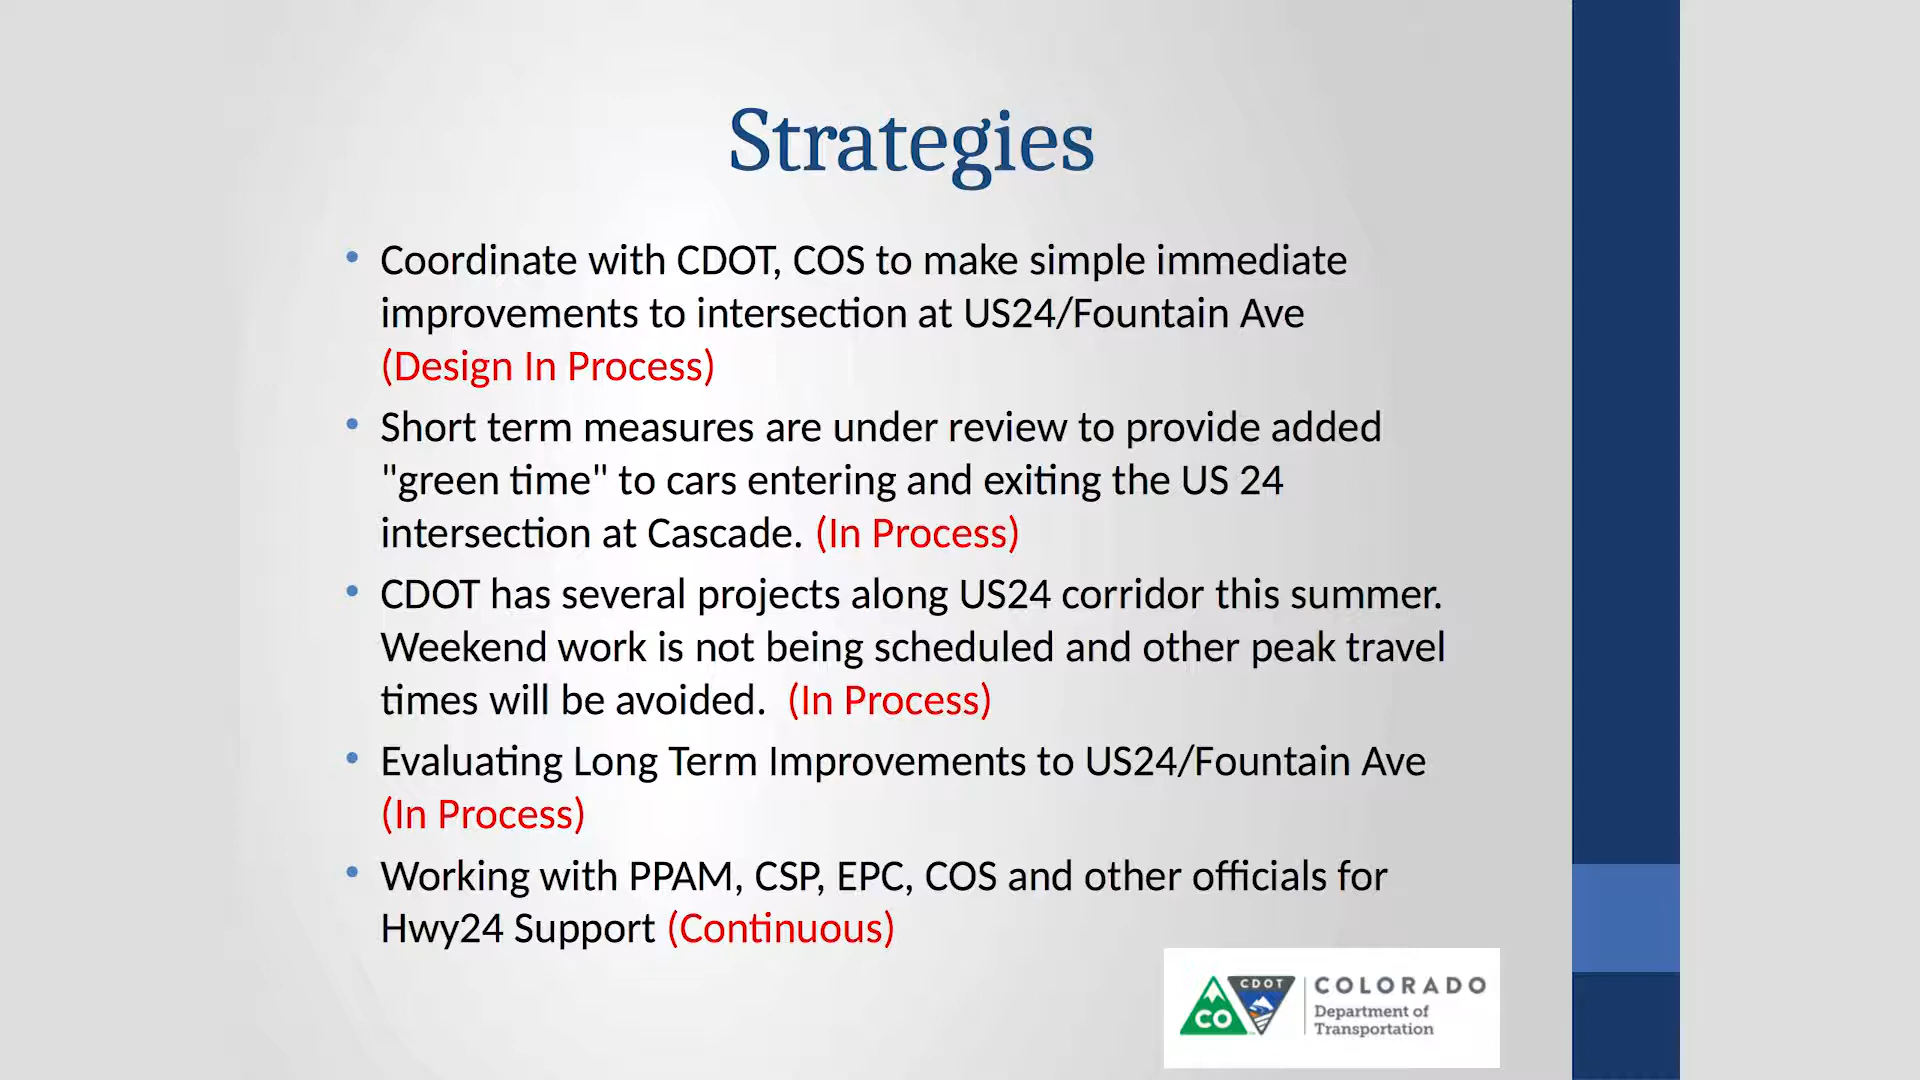 Strategies
• Coordinate with CDOT, COS to make simple immediate
improvements to intersection at US24/Fountain Ave
(Design In Process)
• Short term measures are under review to provide added
"green time" to cars entering and exiting the US 24
intersection at Cascade. (In Process)
• CDOT has several projects along US24 corridor this summer.
Weekend work is not being scheduled and other peak travel
times will be avoided.  (In Process)
• Evaluating Long Term Improvements to US24/Fountain Ave
(In Process)
• Working with PPAM, CSP, EPC, COS and other officials for
Hwy24 Support (Continuous)
CO
CDOT
COLORADO
Department of
Transportation